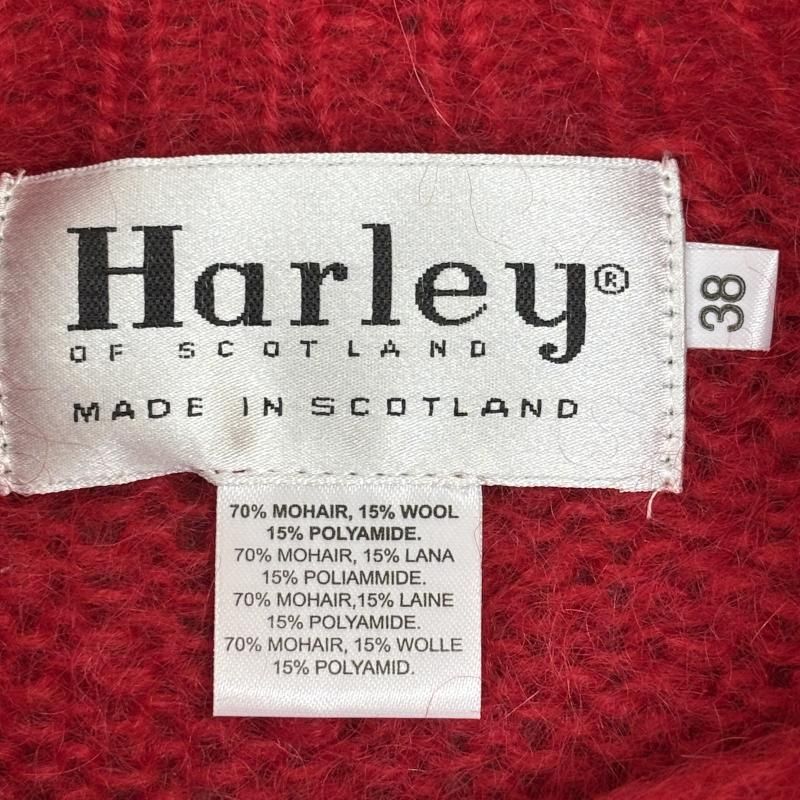 Harley®
OF SCOTLAND
MADE IN SCOTLAND
38
70% MOHAIR, 15% WOOL
15% POLYAMIDE.
70% MOHAIR, 15% LANA
15% POLIAMMIDE.
70% MOHAIR,15% LAINE
15% POLYAMIDE.
70% MOHAIR, 15% WOLLE
15% POLYAMID.